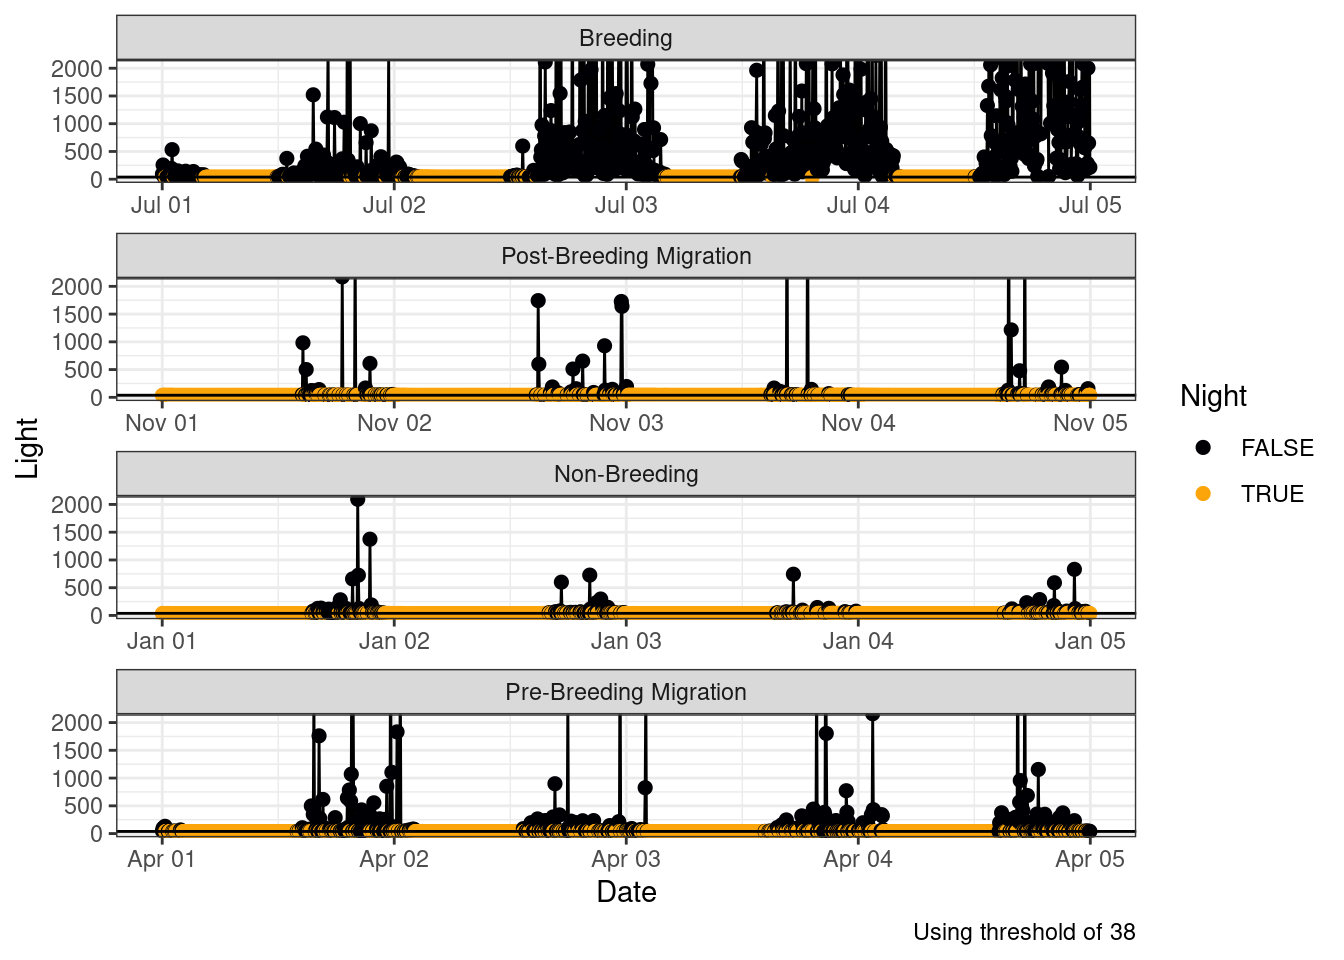 Breeding
2000
1500
1000
500
0
Jul 01 Jul 02 Jul 03 Jul 04 Jul 05
Post-Breeding Migration
2000
1500
1000
500
0
Nov 01 Nov 02 Nov 03 Nov 04 Nov 05
Non-Breeding
2000
1500
1000
500
0
Jan 01 Jan 02 Jan 03 Jan 04 Jan 05
Pre-Breeding Migration
2000
1500
1000
500
0
Apr 01 Apr 02 Apr 03 Apr 04 Apr 05
Light
Date
Night
FALSE
TRUE
Using threshold of 38